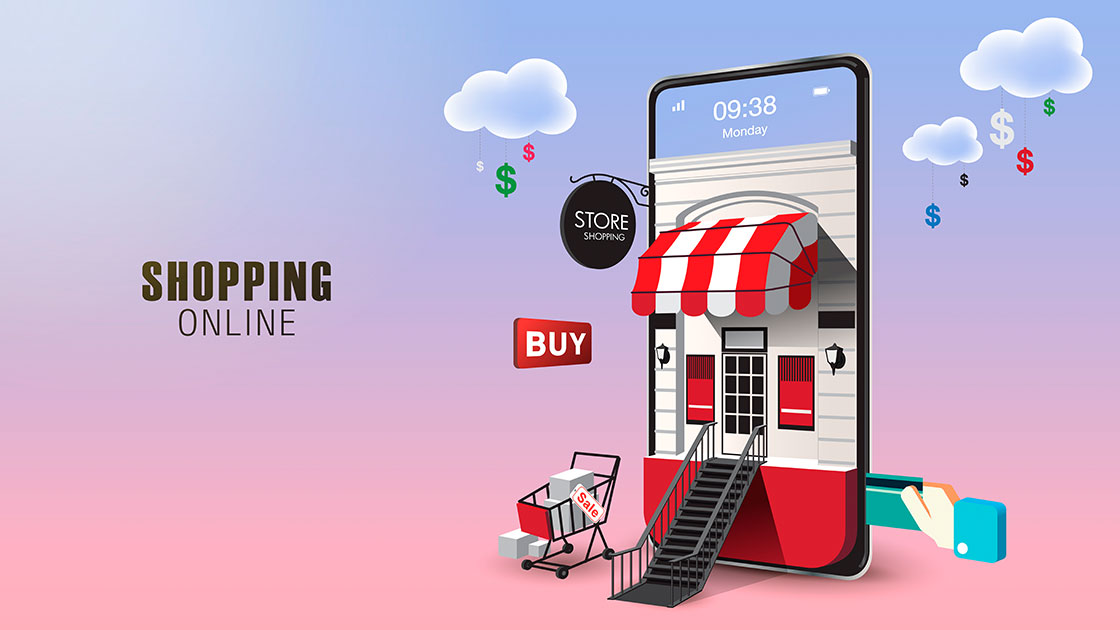 SHOPPING
ONLINE
$
$
$
STORE
SHOPPING
BUY
09:38
Monday
Sale
$
$
$
$
$